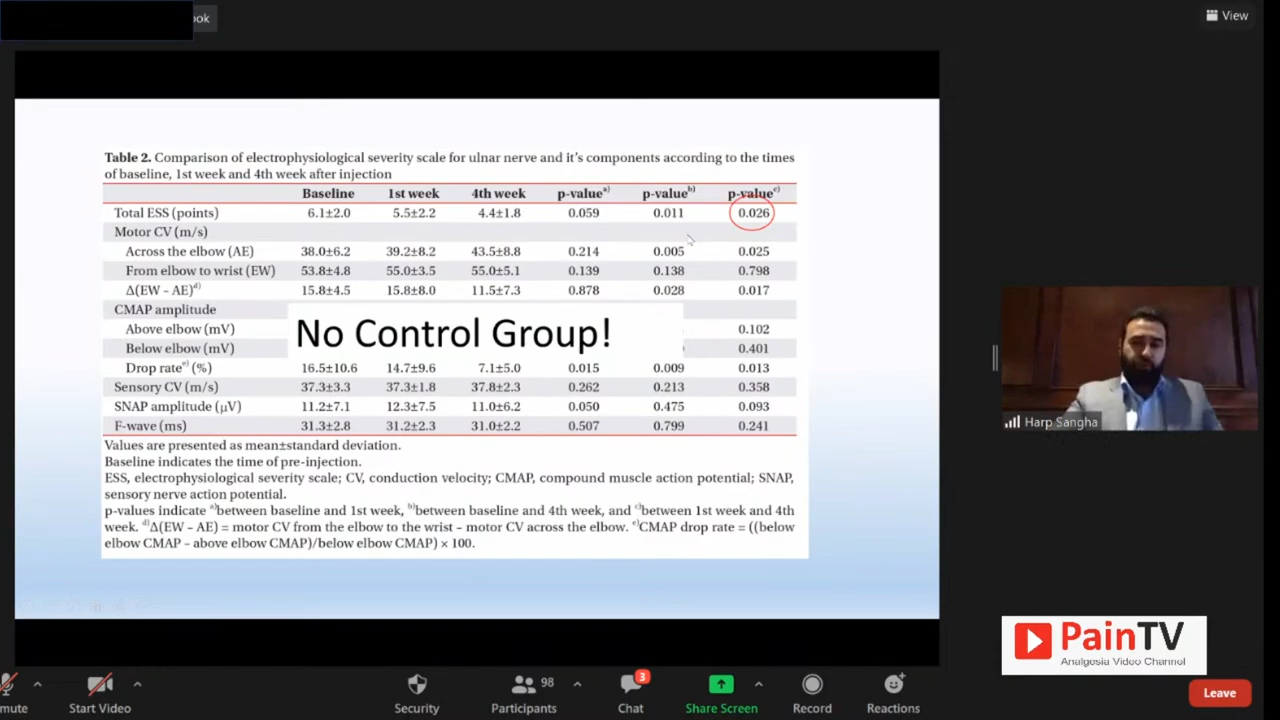 ok
View
Table 2. Comparison of electrophysiological severity scale for ulnar nerve and it's components according to the times
of baseline, 1st week and 4th week after injection
Baseline 1st week 4th week p-valueᵃ⁾ p-valueᵇ⁾ p-valueᶜ⁾
Total ESS (points) 6.1±2.0 5.5±2.2 4.4±1.8 0.059 0.011 0.026
Motor CV (m/s)
Across the elbow (AE) 38.0±6.2 39.2±8.2 43.5±8.8 0.214 0.005 0.025
From elbow to wrist (EW) 53.8±4.8 55.0±3.5 55.0±5.1 0.139 0.138 0.798
Δ(EW – AE)ᵈ⁾ 15.8±4.5 15.8±8.0 11.5±7.3 0.878 0.028 0.017
CMAP amplitude
Above elbow (mV) 0.102
No Control Group!
Below elbow (mV) 0.401
Drop rateᵉ⁾ (%) 16.5±10.6 14.7±9.6 7.1±5.0 0.015 0.009 0.013
Sensory CV (m/s) 37.3±3.3 37.3±1.8 37.8±2.3 0.262 0.213 0.358
SNAP amplitude (μV) 11.2±7.1 12.3±7.5 11.0±6.2 0.050 0.475 0.093
F-wave (ms) 31.3±2.8 31.2±2.3 31.0±2.2 0.507 0.799 0.241
Values are presented as mean±standard deviation.
Baseline indicates the time of pre-injection.
ESS, electrophysiological severity scale; CV, conduction velocity; CMAP, compound muscle action potential; SNAP,
sensory nerve action potential.
p-values indicate ᵃ⁾between baseline and 1st week, ᵇ⁾between baseline and 4th week, and ᶜ⁾between 1st week and 4th
week. ᵈ⁾Δ(EW – AE) = motor CV from the elbow to the wrist – motor CV across the elbow. ᵉ⁾CMAP drop rate = ((below
elbow CMAP – above elbow CMAP)/below elbow CMAP) × 100.
Harp Sangha
PainTV
Analgesia Video Channel
mute Start Video Security Participants 98 Chat 3 Share Screen Record Reactions Leave